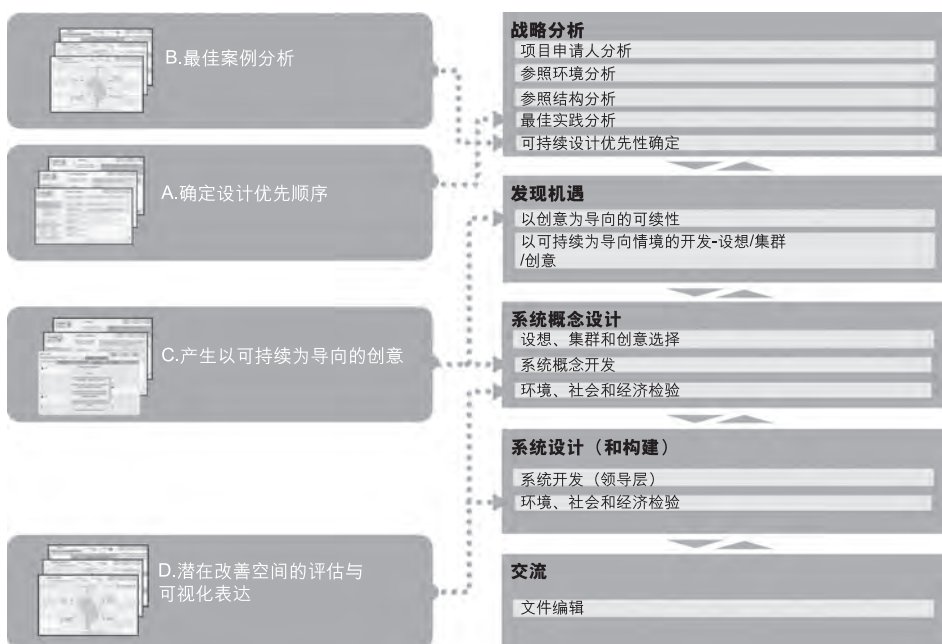 B.最佳案例分析
A.确定设计优先顺序
C.产生以可持续为导向的创意
D.潜在改善空间的评估与
可视化表达
战略分析
项目申请人分析
参照环境分析
参照结构分析
最佳实践分析
可持续设计优先性确定
发现机遇
以创意为导向的可续性
以可持续为导向情境的开发-设想/集群
/创意
系统概念设计
设想、集群和创意选择
系统概念开发
环境、社会和经济检验
系统设计（和构建）
系统开发（领导层）
环境、社会和经济检验
交流
文件编辑